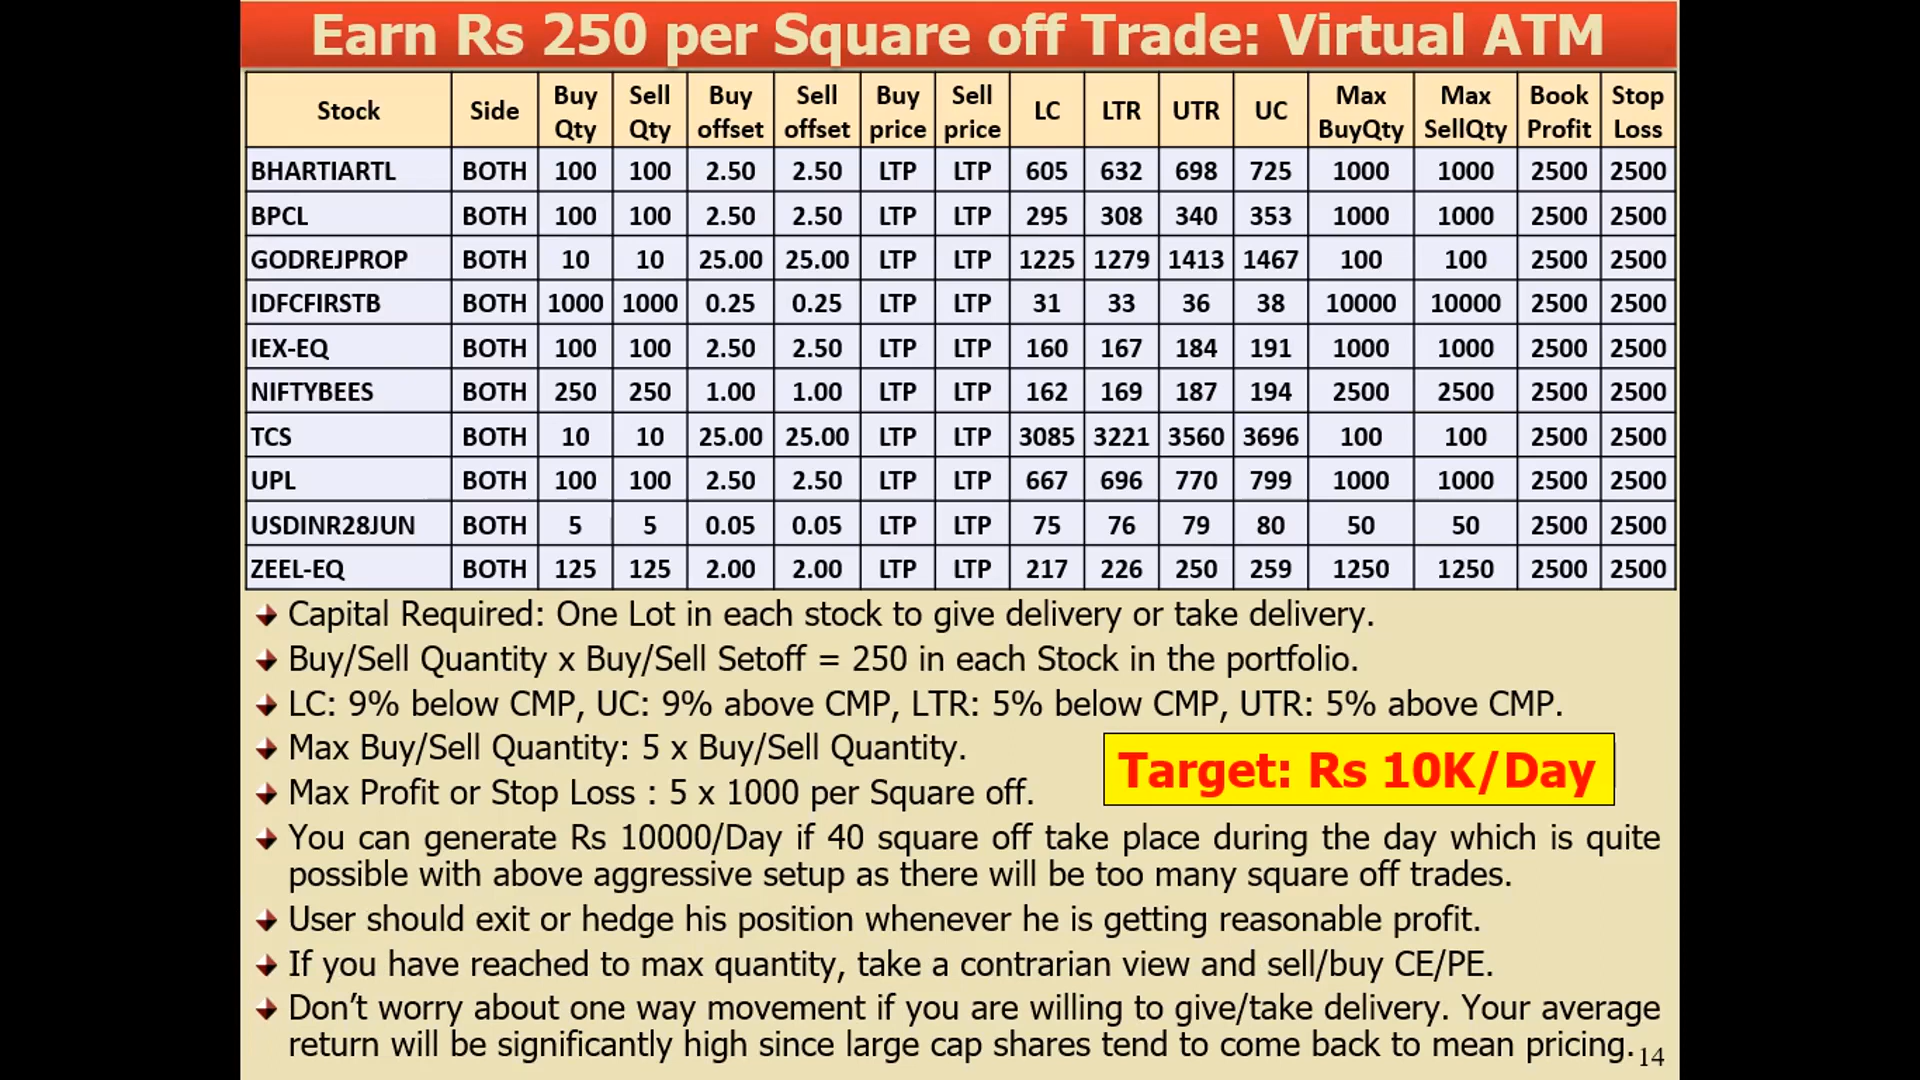 Earn Rs 250 per Square off Trade: Virtual ATM
Stock Side Buy Qty Sell Qty Buy offset Sell offset Buy price Sell price LC LTR UTR UC Max BuyQty Max SellQty Book Profit Stop Loss
BHARTIARTL BOTH 100 100 2.50 2.50 LTP LTP 605 632 698 725 1000 1000 2500 2500
BPCL BOTH 100 100 2.50 2.50 LTP LTP 295 308 340 353 1000 1000 2500 2500
GODREJPROP BOTH 10 10 25.00 25.00 LTP LTP 1225 1279 1413 1467 100 100 2500 2500
IDFCFIRSTB BOTH 1000 1000 0.25 0.25 LTP LTP 31 33 36 38 10000 10000 2500 2500
IEX-EQ BOTH 100 100 2.50 2.50 LTP LTP 160 167 184 191 1000 1000 2500 2500
NIFTYBEES BOTH 250 250 1.00 1.00 LTP LTP 162 169 187 194 2500 2500 2500 2500
TCS BOTH 10 10 25.00 25.00 LTP LTP 3085 3221 3560 3696 100 100 2500 2500
UPL BOTH 100 100 2.50 2.50 LTP LTP 667 696 770 799 1000 1000 2500 2500
USDINR28JUN BOTH 5 5 0.05 0.05 LTP LTP 75 76 79 80 50 50 2500 2500
ZEEL-EQ BOTH 125 125 2.00 2.00 LTP LTP 217 226 250 259 1250 1250 2500 2500
Capital Required: One Lot in each stock to give delivery or take delivery.
Buy/Sell Quantity x Buy/Sell Setoff = 250 in each Stock in the portfolio.
LC: 9% below CMP, UC: 9% above CMP, LTR: 5% below CMP, UTR: 5% above CMP.
Max Buy/Sell Quantity: 5 x Buy/Sell Quantity.
Target: Rs 10K/Day
Max Profit or Stop Loss : 5 x 1000 per Square off.
You can generate Rs 10000/Day if 40 square off take place during the day which is quite
possible with above aggressive setup as there will be too many square off trades.
User should exit or hedge his position whenever he is getting reasonable profit.
If you have reached to max quantity, take a contrarian view and sell/buy CE/PE.
Don’t worry about one way movement if you are willing to give/take delivery. Your average
return will be significantly high since large cap shares tend to come back to mean pricing.
14